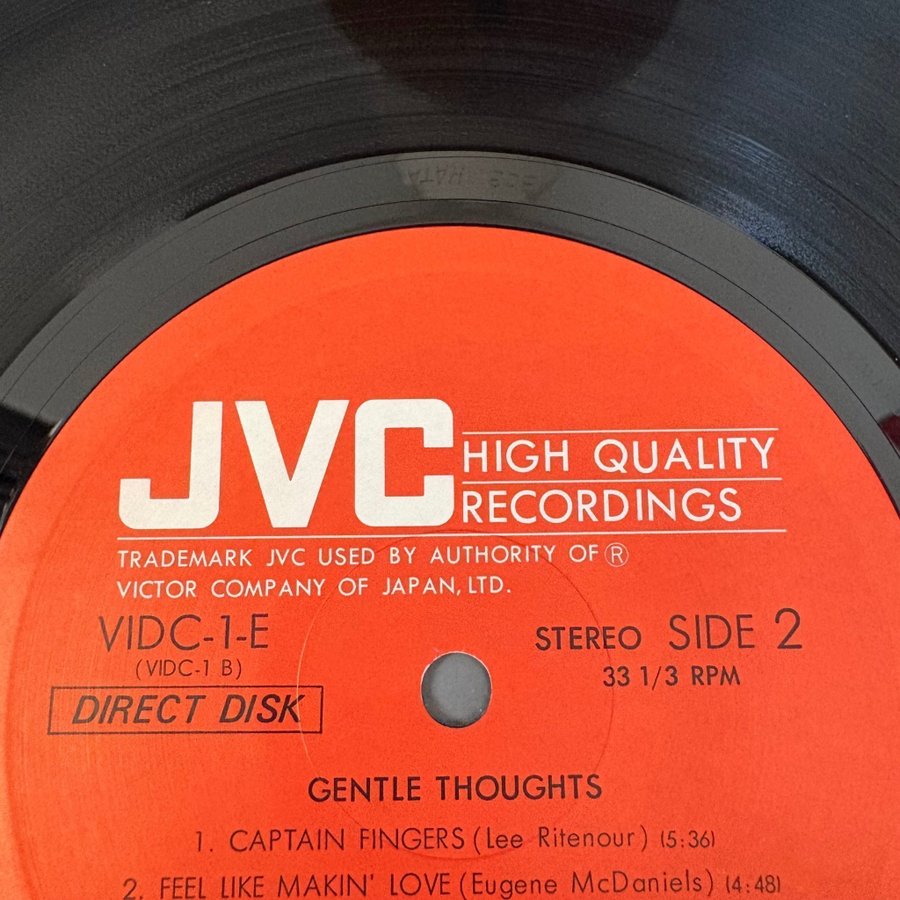 JVC HIGH QUALITY
RECORDINGS
TRADEMARK JVC USED BY AUTHORITY OF ®
VICTOR COMPANY OF JAPAN, LTD.
VIDC-1-E
(VIDC-1 B)
DIRECT DISK
STEREO SIDE 2
33 1/3 RPM
GENTLE THOUGHTS
1. CAPTAIN FINGERS (Lee Ritenour) (5:36)
2. FEEL LIKE MAKIN' LOVE (Eugene McDaniels) (4:48)